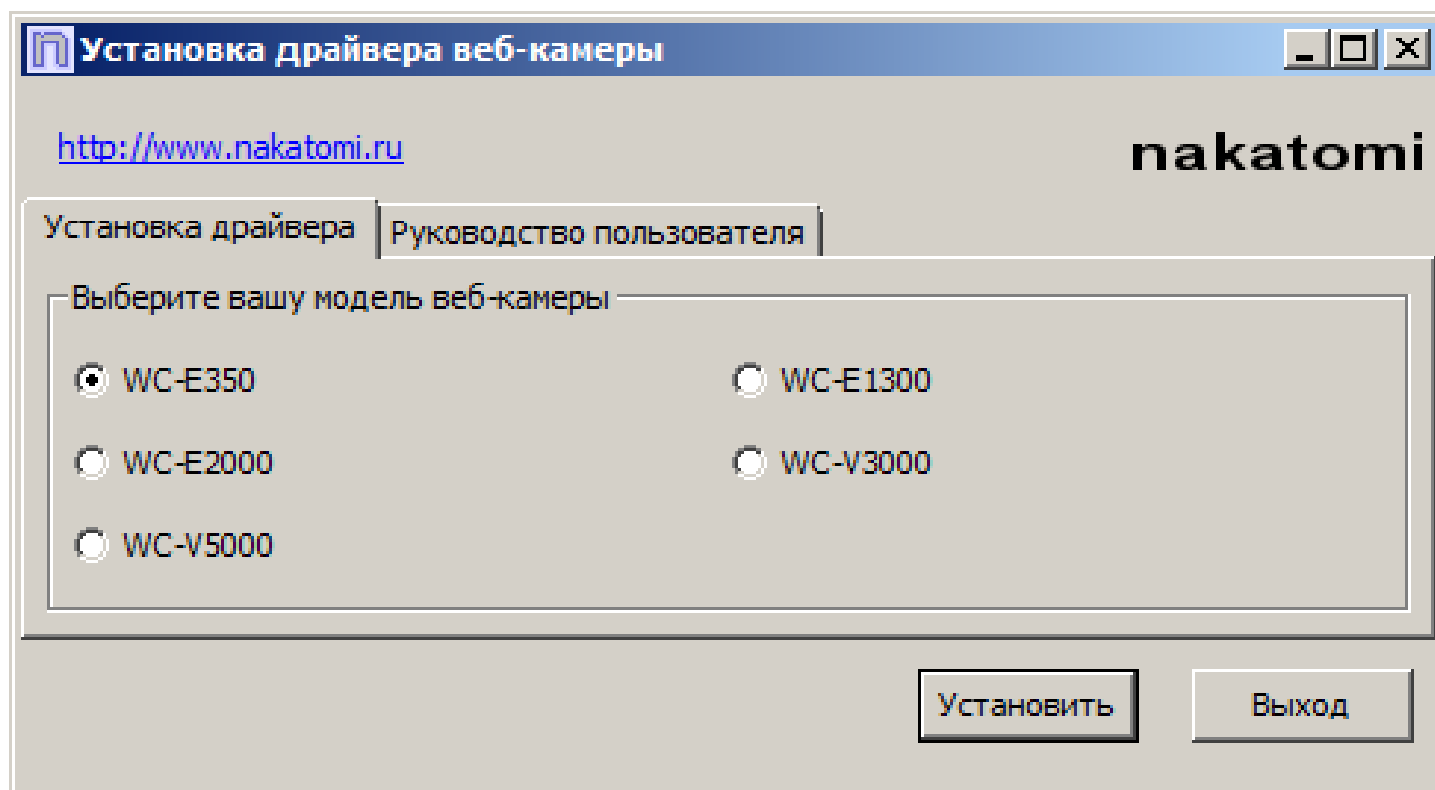 Установка драйвера веб-камеры
http://www.nakatomi.ru
nakatomi
Установка драйвера
Руководство пользователя
Выберите вашу модель веб-камеры
WC-E350
WC-E1300
WC-E2000
WC-V3000
WC-V5000
Установить
Выход